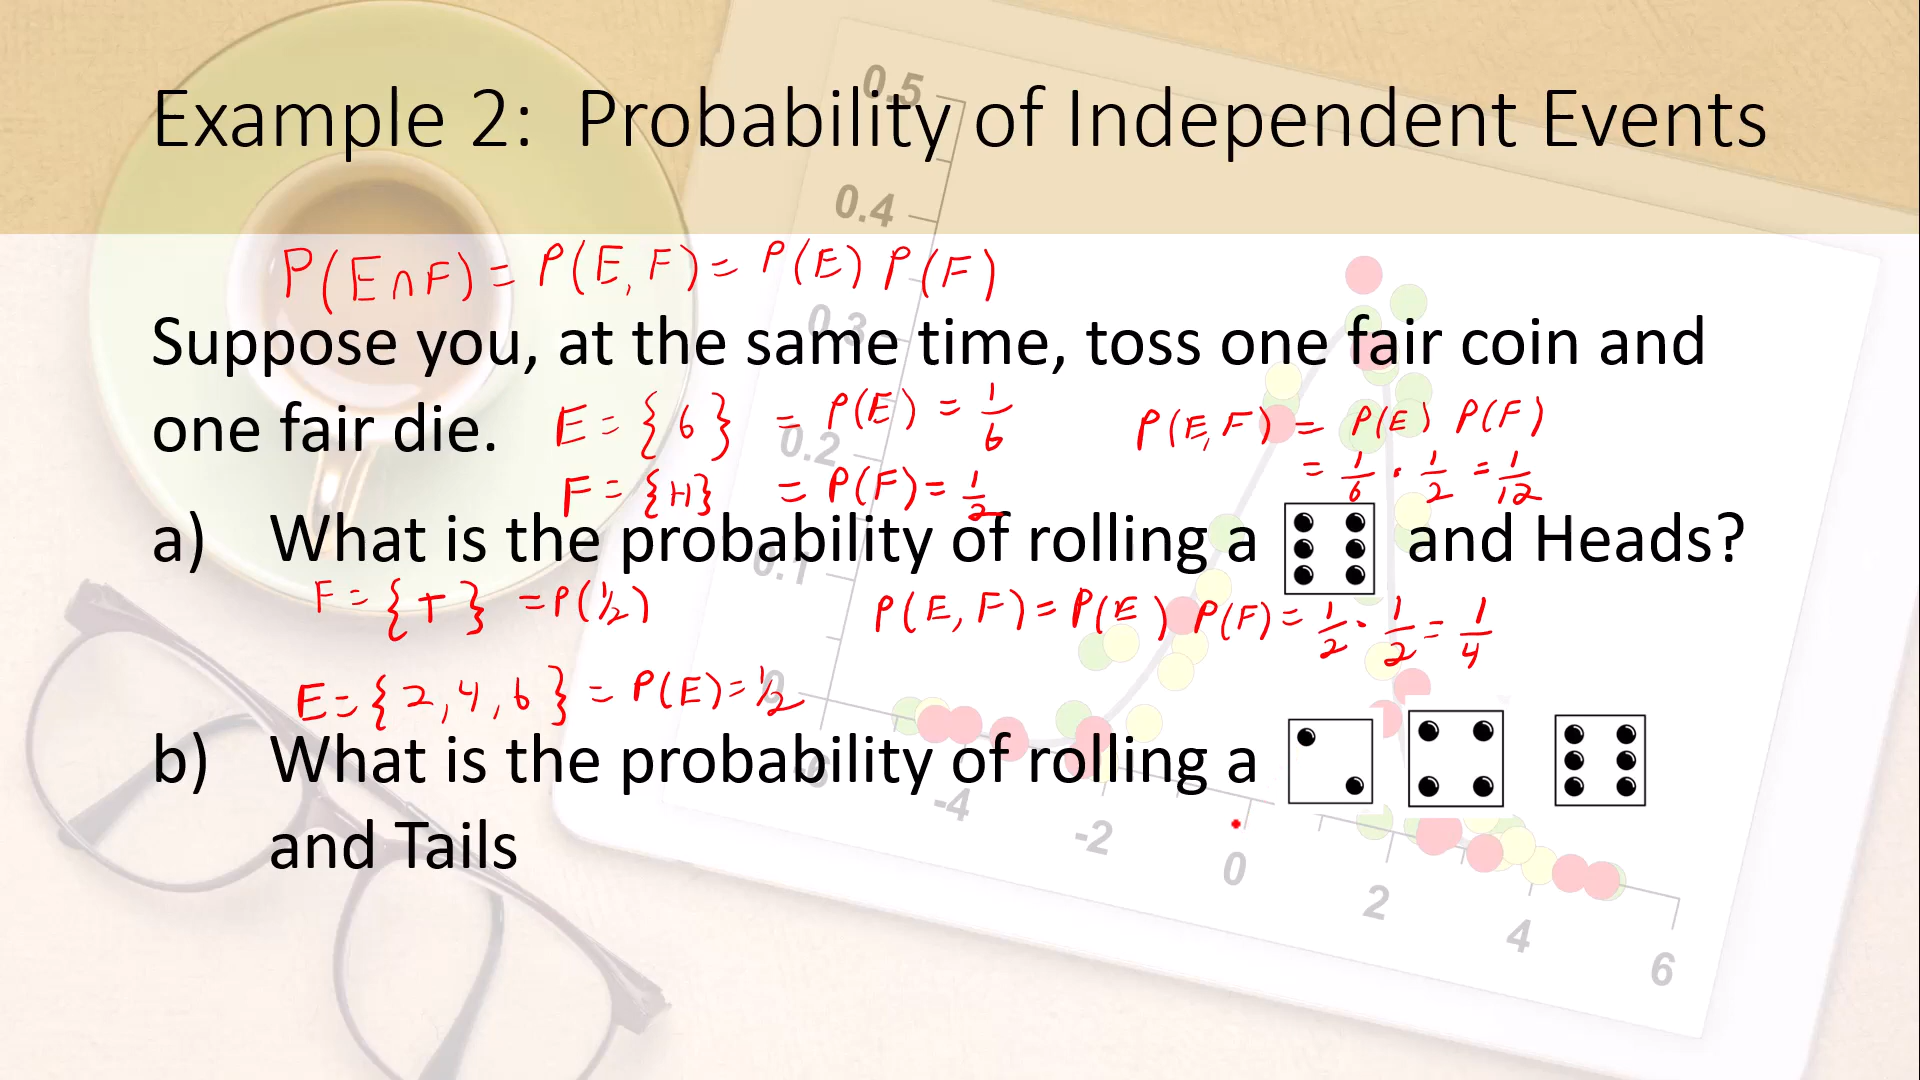 Example 2: Probability of Independent Events
P(E∩F) = P(E, F) = P(E) P(F)
Suppose you, at the same time, toss one fair coin and
one fair die.
E = {6} = P(E) = 1/6
P(E, F) = P(E) P(F)
= 1/6 · 1/2 = 1/12
F = {H} = P(F) = 1/2
a) What is the probability of rolling a and Heads?
F = {T} = P(1/2)
P(E, F) = P(E) P(F) = 1/2 · 1/2 = 1/4
E = {2, 4, 6} = P(E) = 1/2
b) What is the probability of rolling a
and Tails
0.5
0.4
0.3
0.2
0.1
0
-6
-4
-2
0
2
4
6